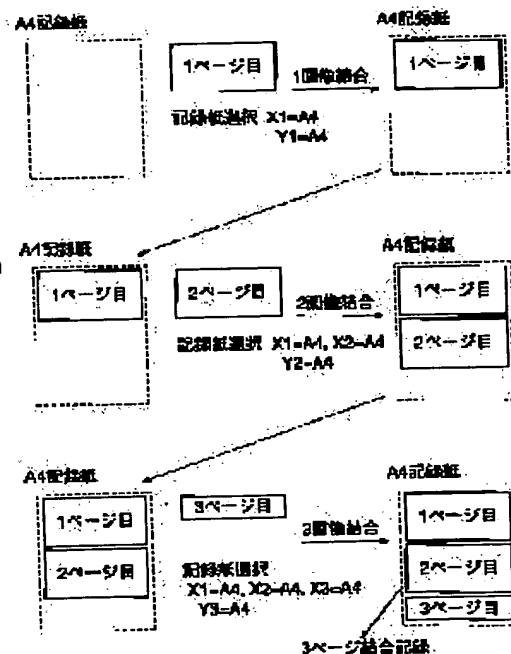 A4記録紙
A4記録紙
1ページ目
1画像結合
1ページ目
記録紙選択 X1=A4
Y1=A4
A4記録紙
A4記録紙
1ページ目
2ページ目
2画像結合
1ページ目
2ページ目
記録紙選択 X1=A4, X2=A4
Y2=A4
A4記録紙
A4記録紙
1ページ目
2ページ目
3ページ目
3画像結合
1ページ目
2ページ目
3ページ目
記録紙選択
X1=A4, X2=A4, X3=A4
Y3=A4
3ページ結合記録